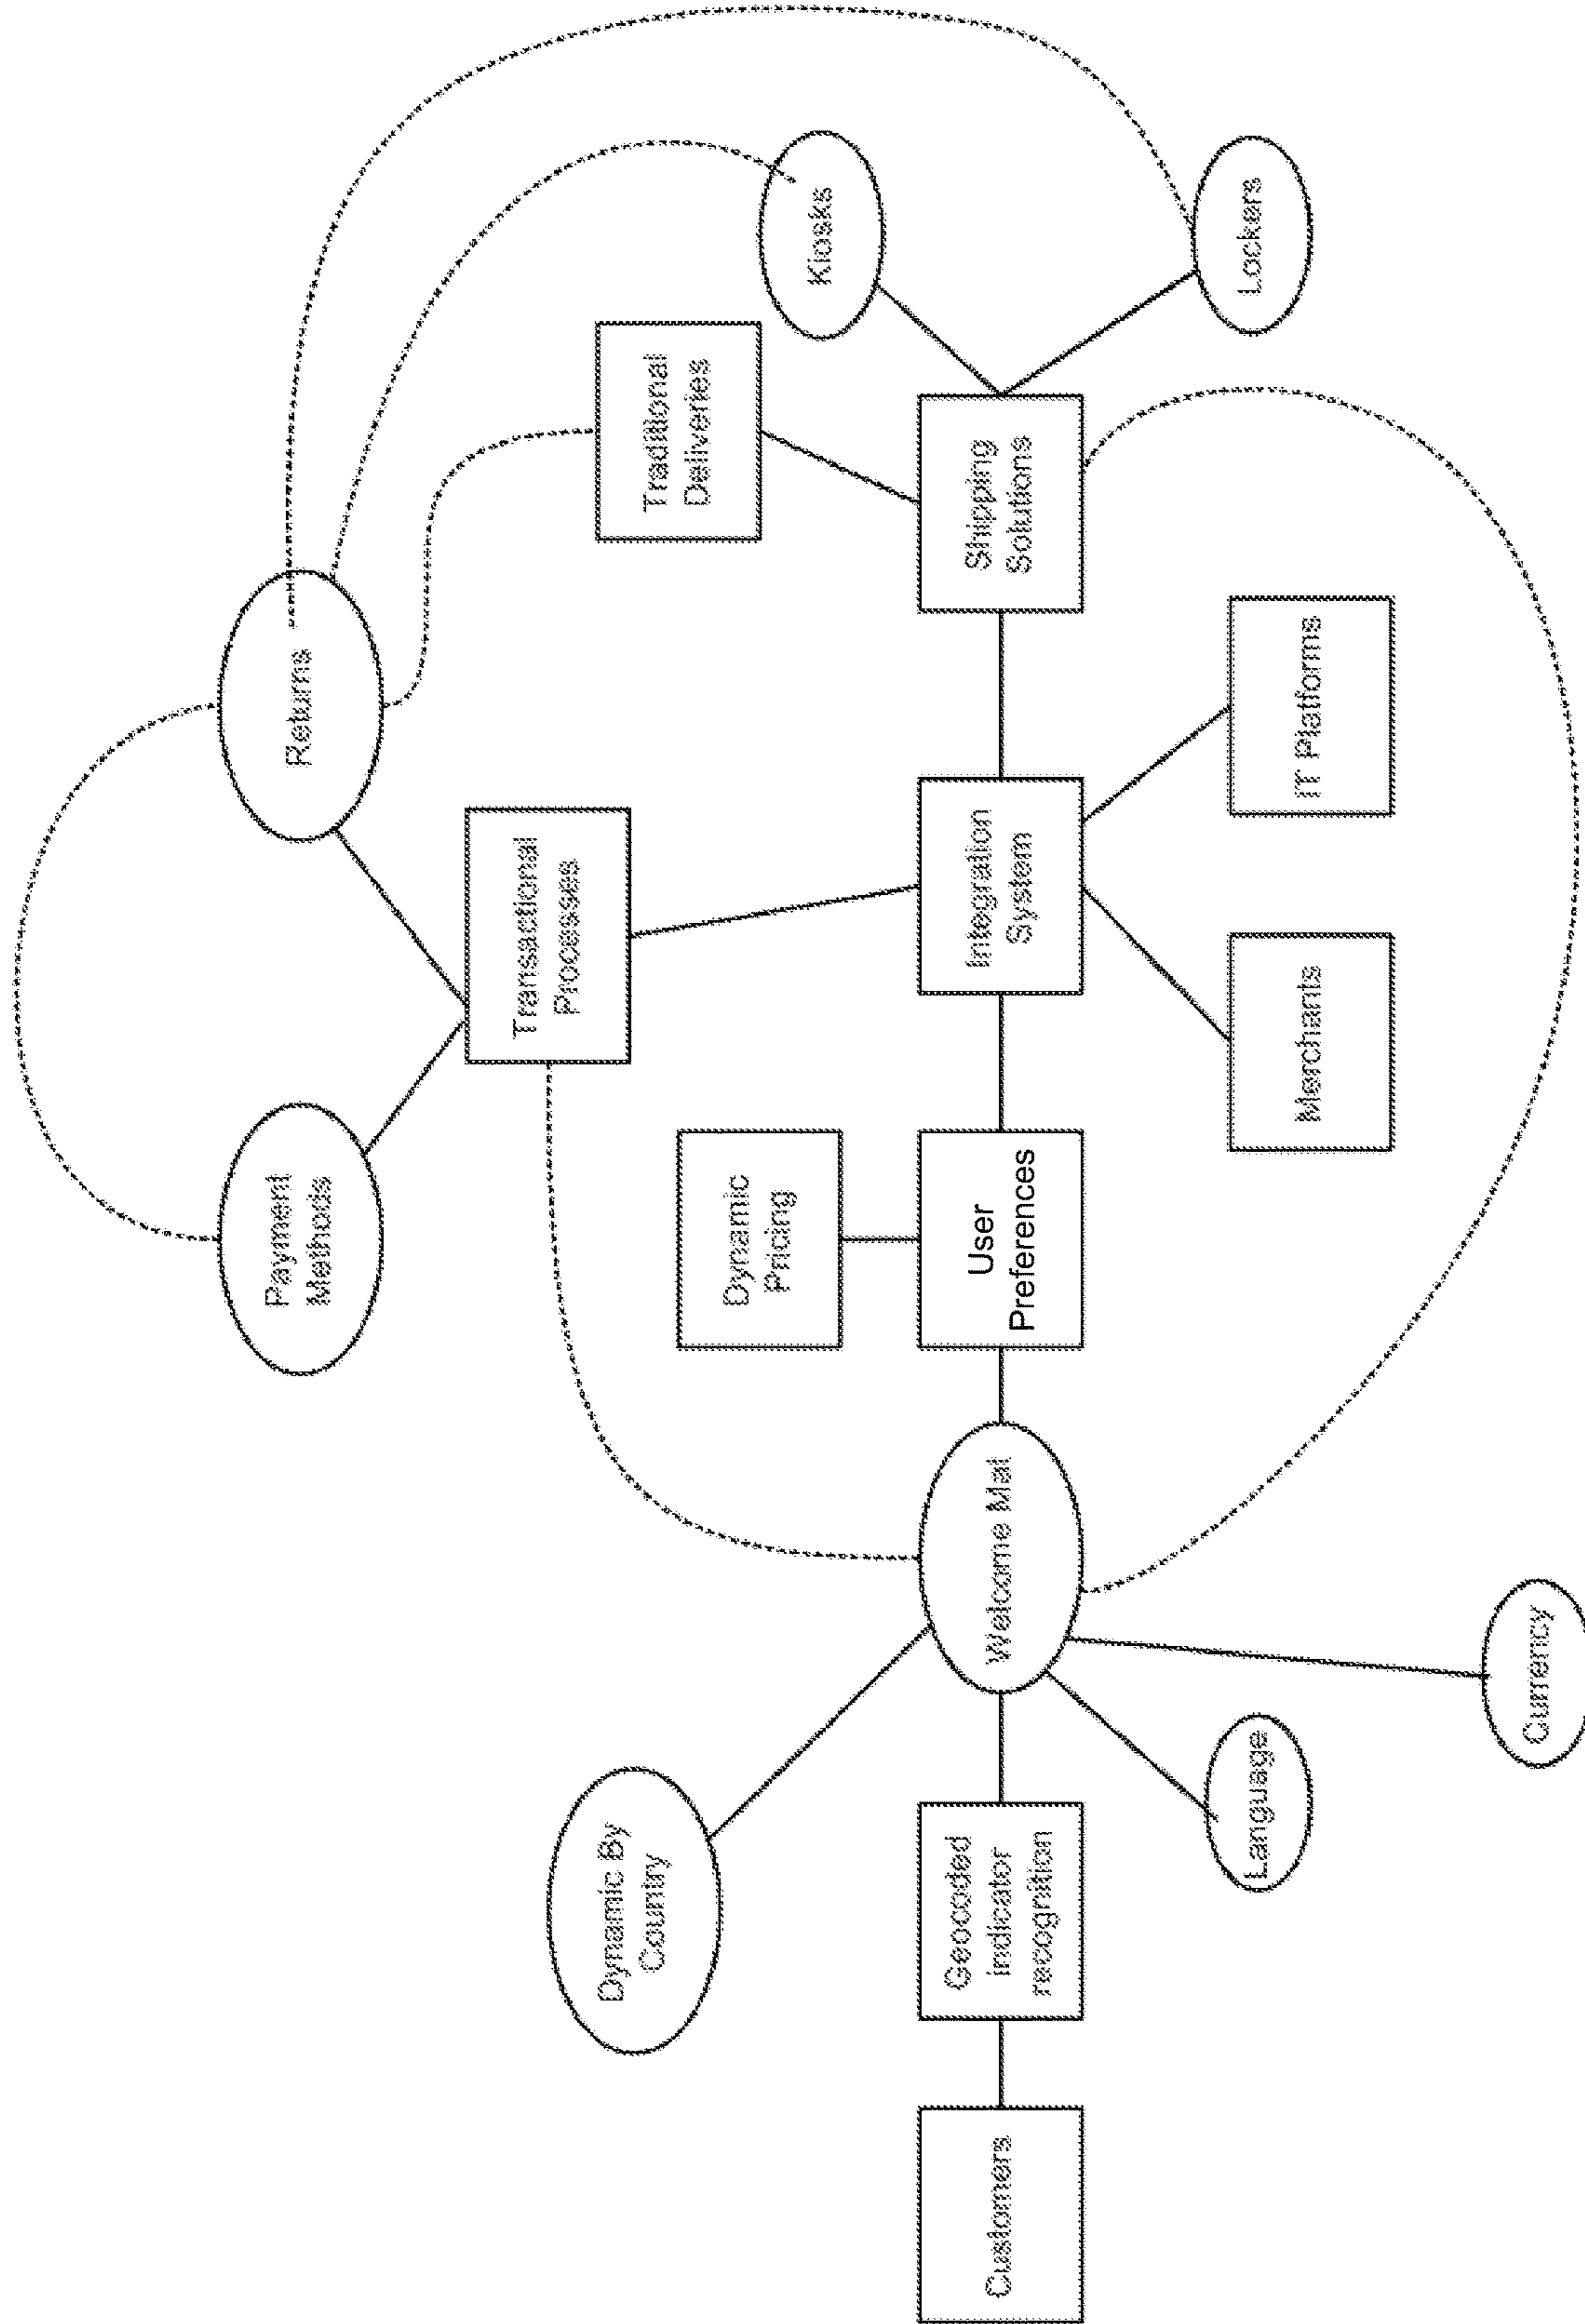 Payment
Methods
Returns
Transactional
Processes
Dynamic By
Country
Dynamic
Pricing
Traditional
Deliveries
Kiosks
Customers
Geocoded
indicator
recognition
Welcome Mat
User
Preferences
Integration
System
Shipping
Solutions
Language
Merchants
IT Platforms
Lockers
Currency